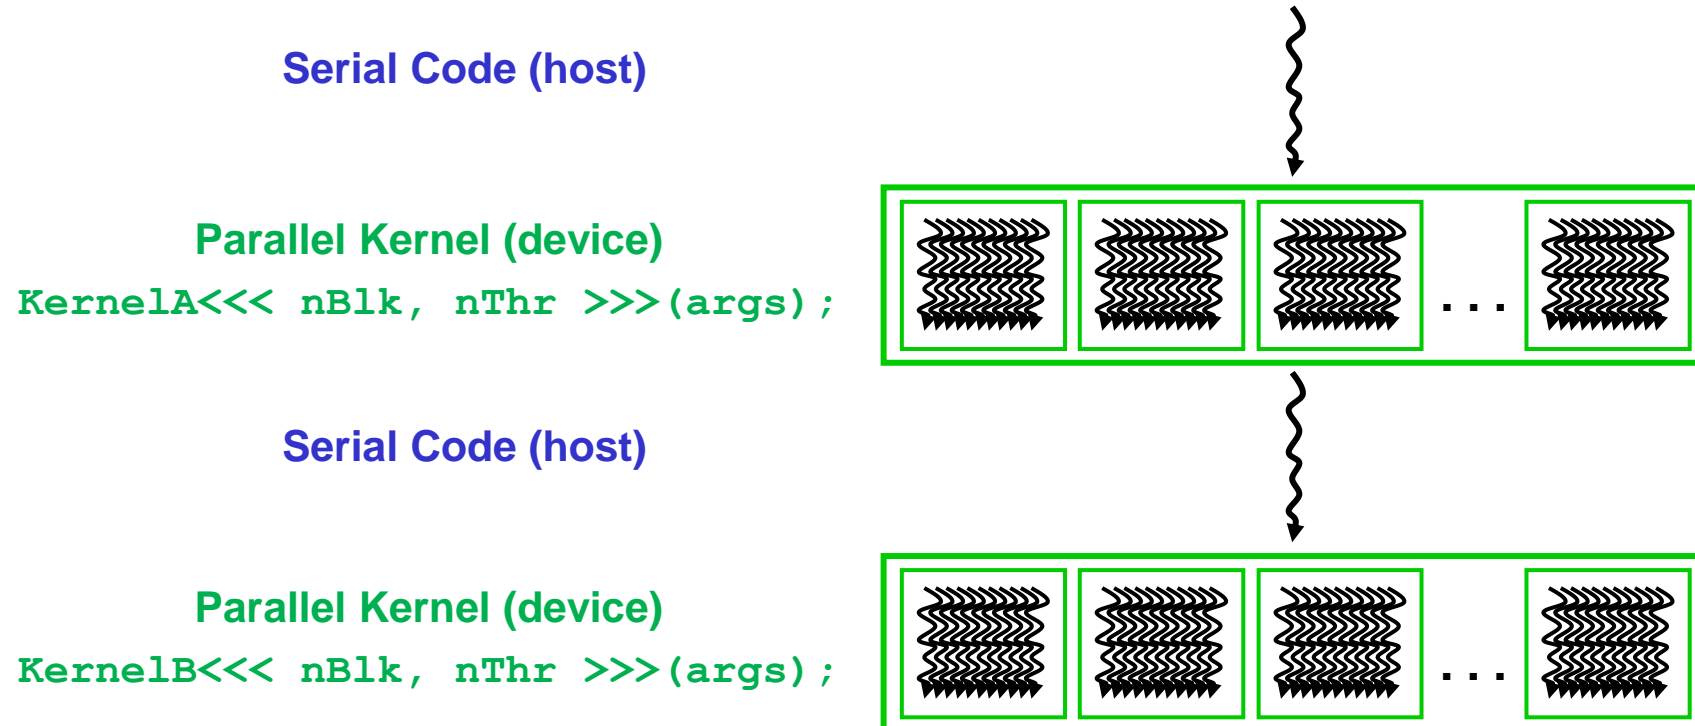 Serial Code (host)
Parallel Kernel (device)
KernelA<<< nBlk, nThr >>>(args);
. . .
Serial Code (host)
Parallel Kernel (device)
KernelB<<< nBlk, nThr >>>(args);
. . .